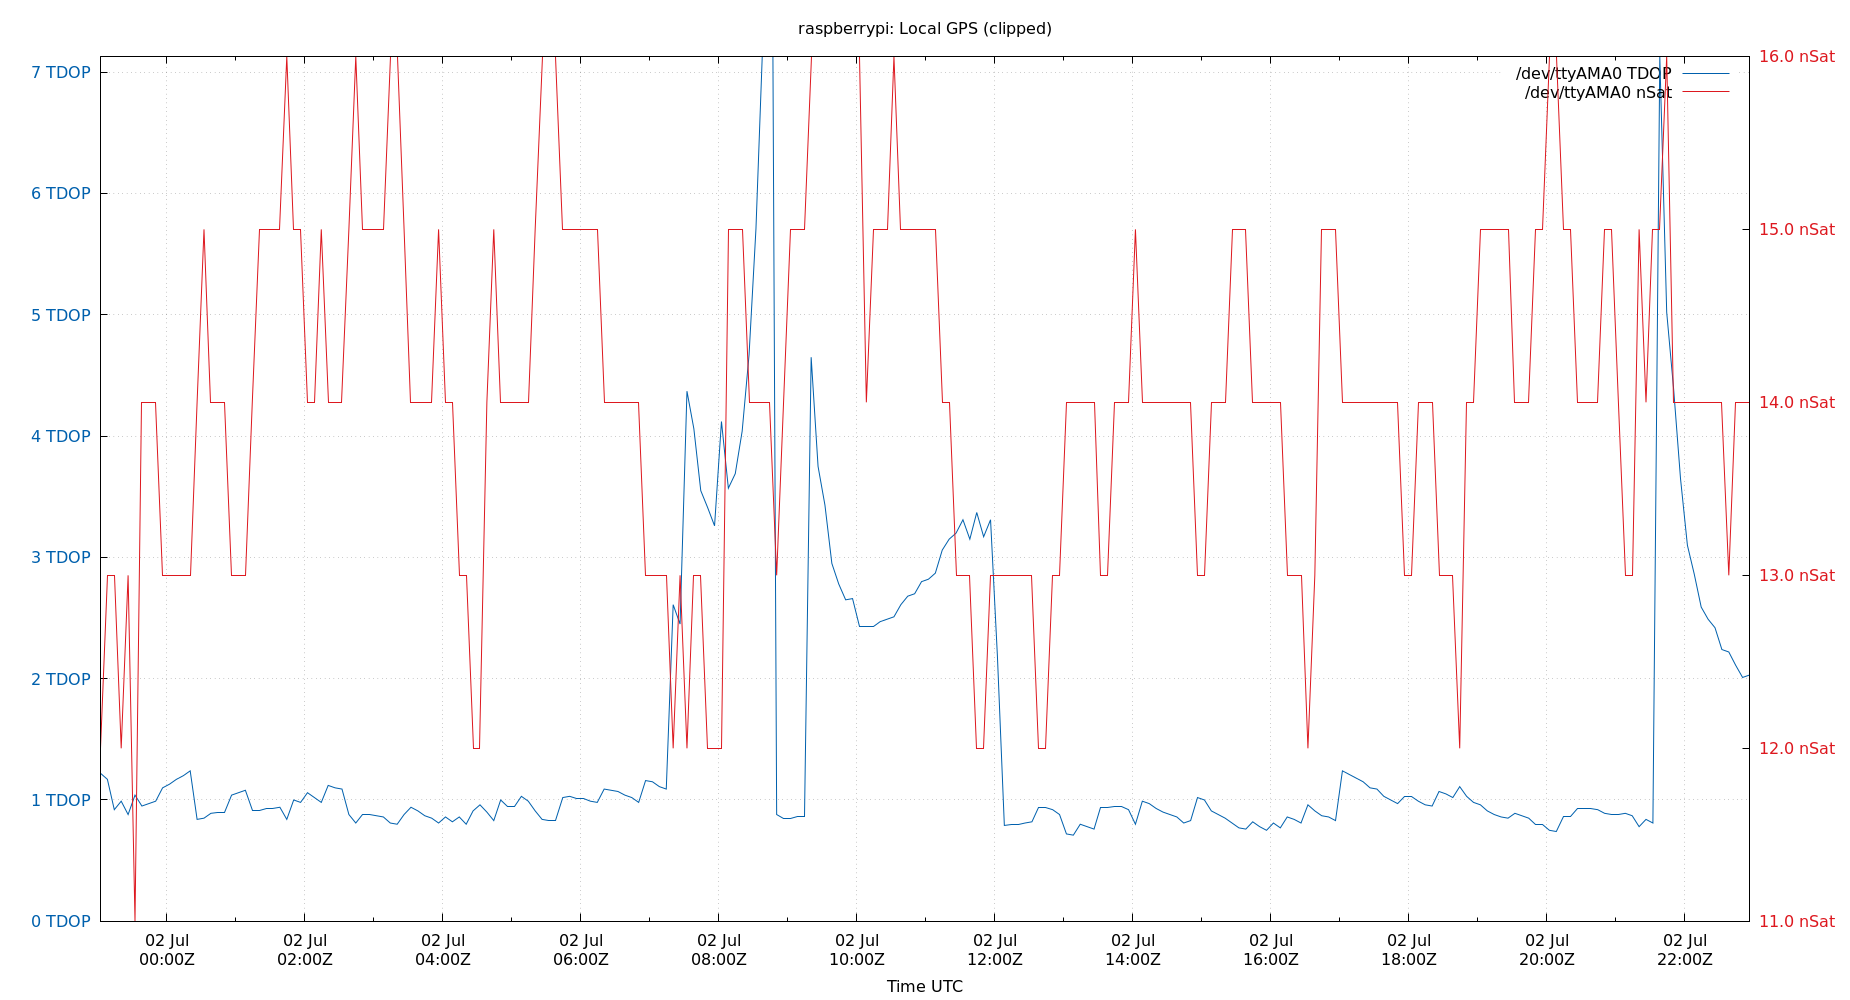 raspberrypi: Local GPS (clipped)
/dev/ttyAMA0 TDOP
/dev/ttyAMA0 nSat
7 TDOP
6 TDOP
5 TDOP
4 TDOP
3 TDOP
2 TDOP
1 TDOP
0 TDOP
16.0 nSat
15.0 nSat
14.0 nSat
13.0 nSat
12.0 nSat
11.0 nSat
02 Jul
00:00Z
02 Jul
02:00Z
02 Jul
04:00Z
02 Jul
06:00Z
02 Jul
08:00Z
02 Jul
10:00Z
02 Jul
12:00Z
02 Jul
14:00Z
02 Jul
16:00Z
02 Jul
18:00Z
02 Jul
20:00Z
02 Jul
22:00Z
Time UTC